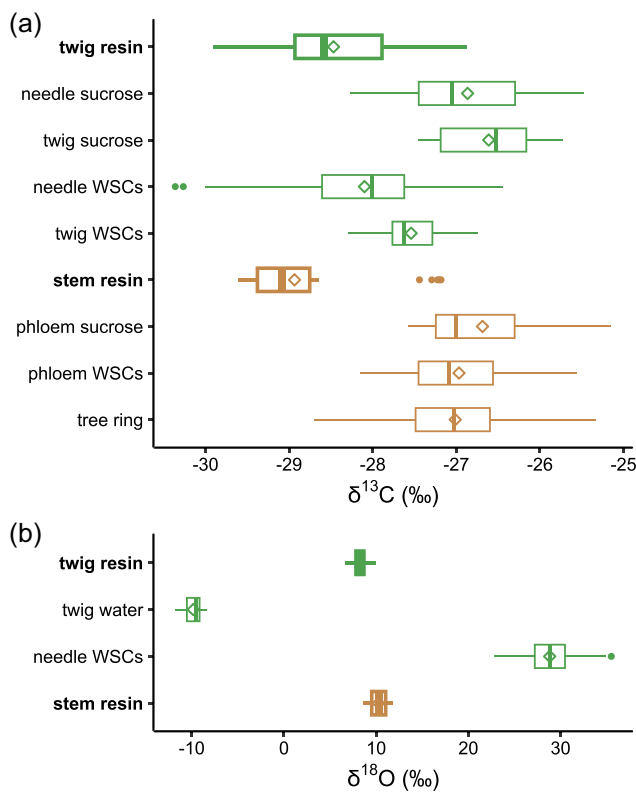 (a)
twig resin
needle sucrose
twig sucrose
needle WSCs
twig WSCs
stem resin
phloem sucrose
phloem WSCs
tree ring
-30 -29 -28 -27 -26 -25
δ¹³C (‰)
(b)
twig resin
twig water
needle WSCs
stem resin
-10 0 10 20 30
δ¹⁸O (‰)